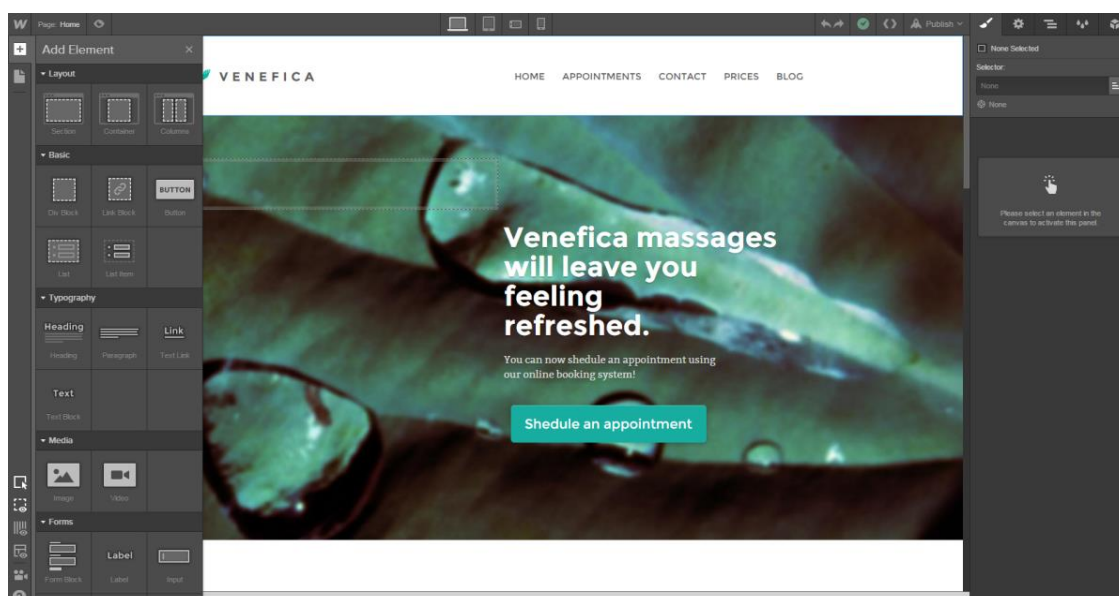 W Page: Home Publish
Add Element ×
Layout
Section Container Columns
Basic
BUTTON
Div Block Link Block Button
List List Item
Typography
Heading Link
Heading Paragraph Text Link
Text
Text Block
Media
Image Video
Forms
Label
Form Block Label Input
VENEFICA
HOME APPOINTMENTS CONTACT PRICES BLOG
Venefica massages
will leave you
feeling
refreshed.
You can now shedule an appointment using
our online booking system!
Shedule an appointment
None Selected
Selector:
None
None
Please select an element in the
canvas to activate this panel.